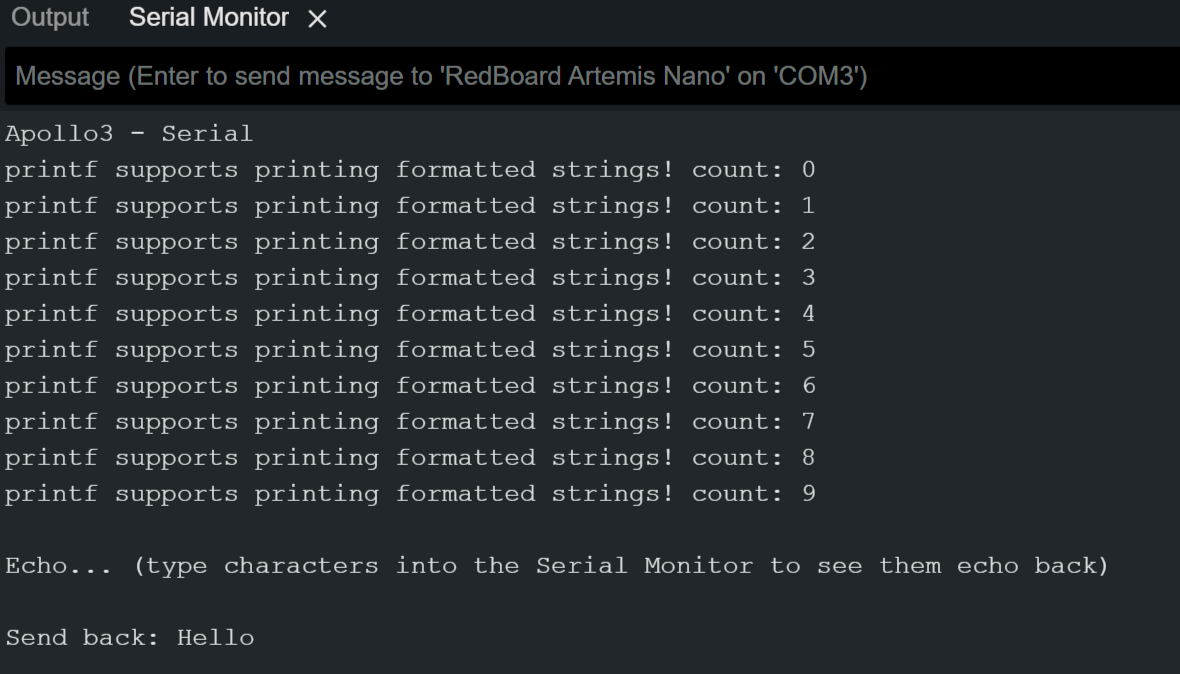 Output Serial Monitor
Message (Enter to send message to 'RedBoard Artemis Nano' on 'COM3')
Apollo3 - Serial
printf supports printing formatted strings! count: 0
printf supports printing formatted strings! count: 1
printf supports printing formatted strings! count: 2
printf supports printing formatted strings! count: 3
printf supports printing formatted strings! count: 4
printf supports printing formatted strings! count: 5
printf supports printing formatted strings! count: 6
printf supports printing formatted strings! count: 7
printf supports printing formatted strings! count: 8
printf supports printing formatted strings! count: 9
Echo... (type characters into the Serial Monitor to see them echo back)
Send back: Hello